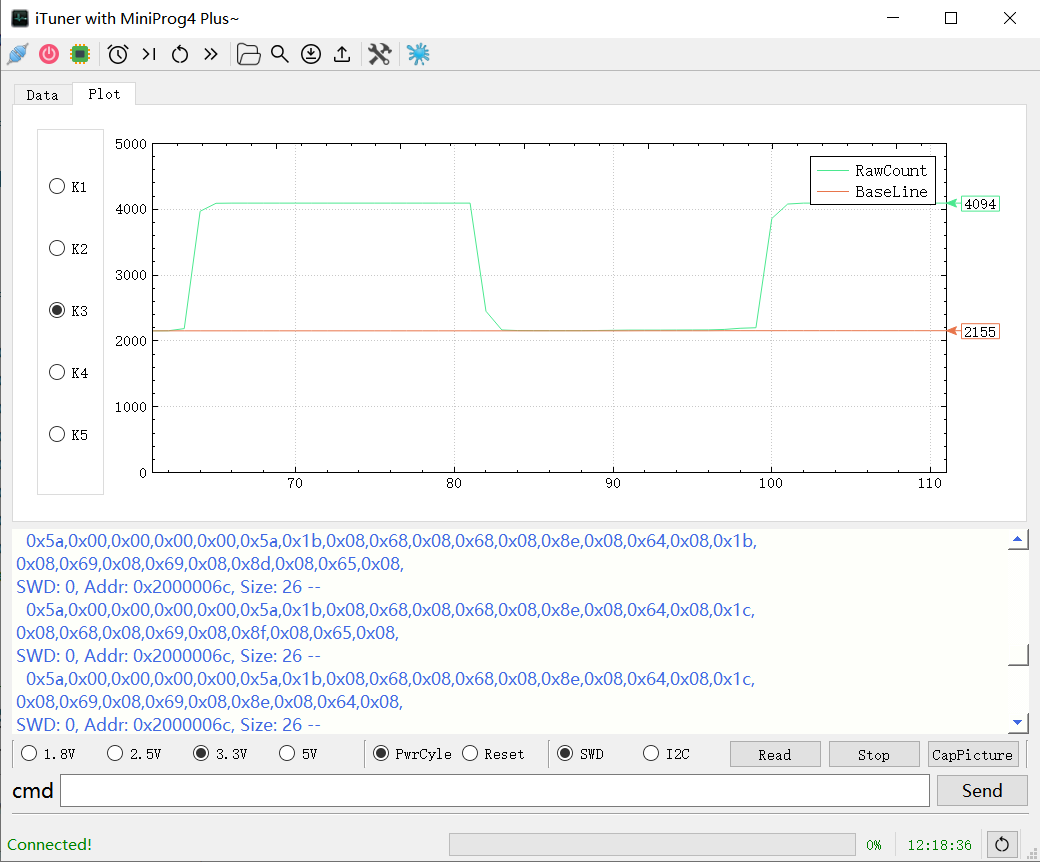 iTuner with MiniProg4 Plus~
Data
Plot
K1
K2
K3
K4
K5
5000
4000
3000
2000
1000
0
70
80
90
100
110
RawCount
BaseLine
4094
2155
0x5a,0x00,0x00,0x00,0x00,0x5a,0x1b,0x08,0x68,0x08,0x68,0x08,0x8e,0x08,0x64,0x08,0x1b,
0x08,0x69,0x08,0x69,0x08,0x8d,0x08,0x65,0x08,
SWD: 0, Addr: 0x2000006c, Size: 26 --
0x5a,0x00,0x00,0x00,0x00,0x5a,0x1b,0x08,0x68,0x08,0x68,0x08,0x8e,0x08,0x64,0x08,0x1c,
0x08,0x68,0x08,0x69,0x08,0x8f,0x08,0x65,0x08,
SWD: 0, Addr: 0x2000006c, Size: 26 --
0x5a,0x00,0x00,0x00,0x00,0x5a,0x1b,0x08,0x68,0x08,0x68,0x08,0x8e,0x08,0x64,0x08,0x1c,
0x08,0x69,0x08,0x69,0x08,0x8e,0x08,0x64,0x08,
SWD: 0, Addr: 0x2000006c, Size: 26 --
1.8V 2.5V 3.3V 5V PwrCyle Reset SWD I2C Read Stop CapPicture
cmd Send
Connected! 0% 12:18:36